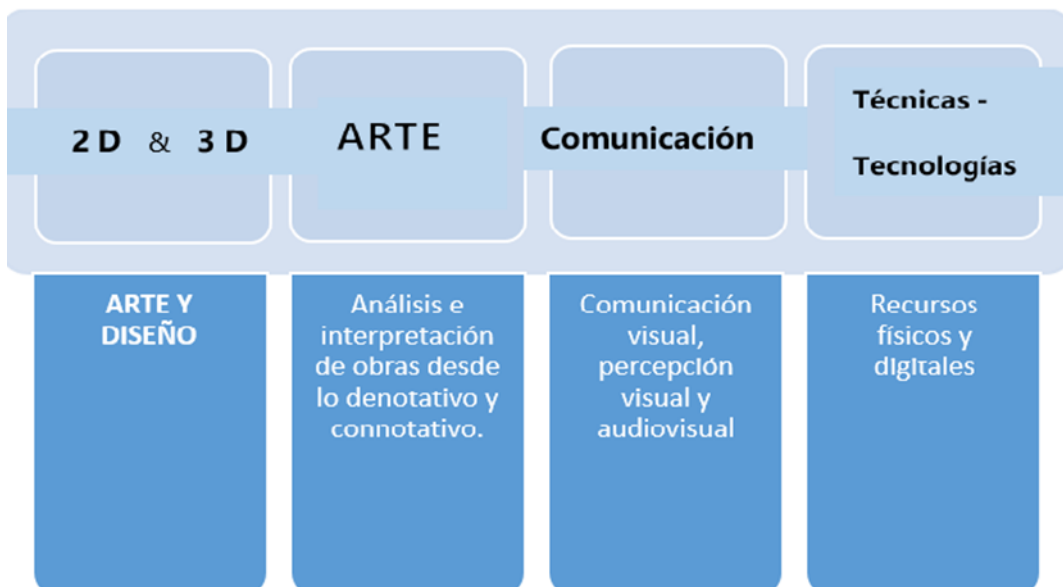 2 D & 3 D
ARTE
Comunicación
Técnicas -
Tecnologías
ARTE Y
DISEÑO
Análisis e
interpretación
de obras desde
lo denotativo y
connotativo.
Comunicación
visual,
percepción
visual y
audiovisual
Recursos
físicos y
digitales